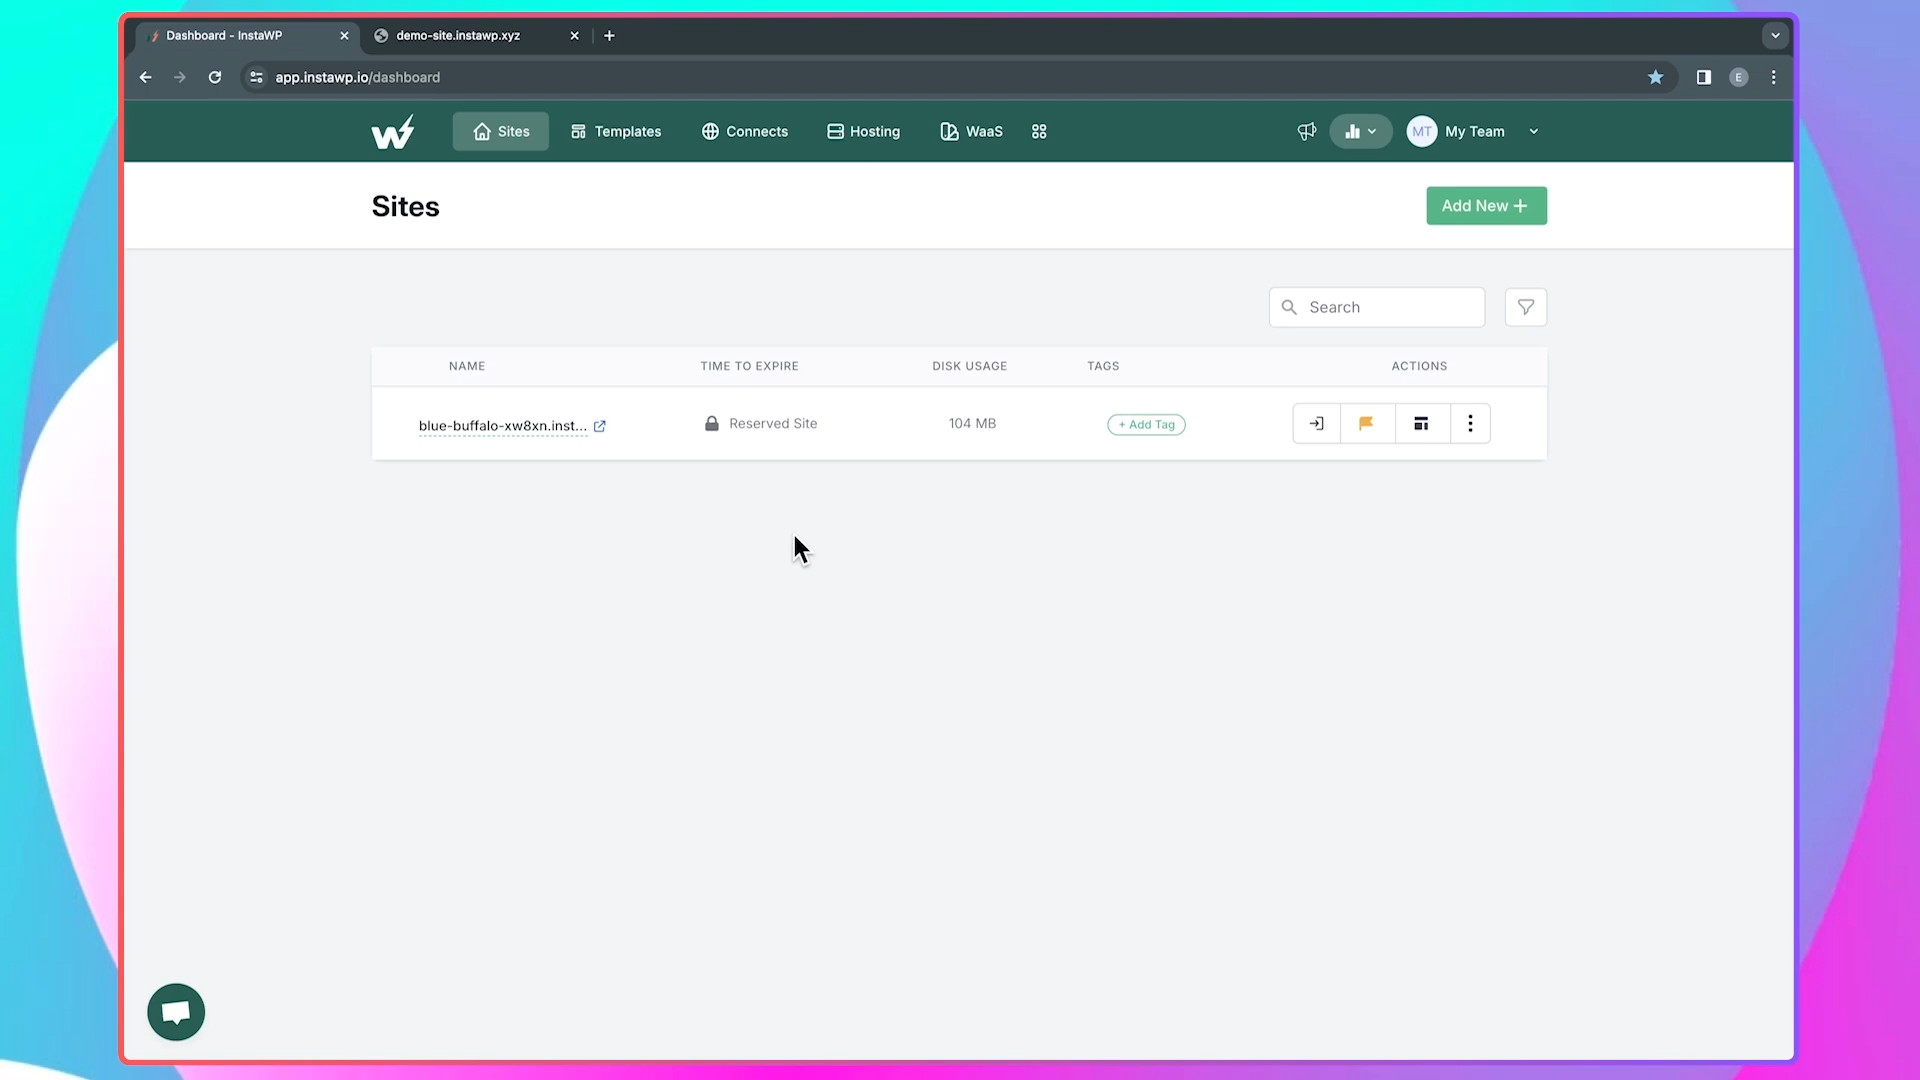 Dashboard - InstaWP
demo-site.instawp.xyz
app.instawp.io/dashboard
E
Sites
Templates
Connects
Hosting
WaaS
MT
My Team
Sites
Add New +
Search
NAME
TIME TO EXPIRE
DISK USAGE
TAGS
ACTIONS
blue-buffalo-xw8xn.inst...
Reserved Site
104 MB
+ Add Tag